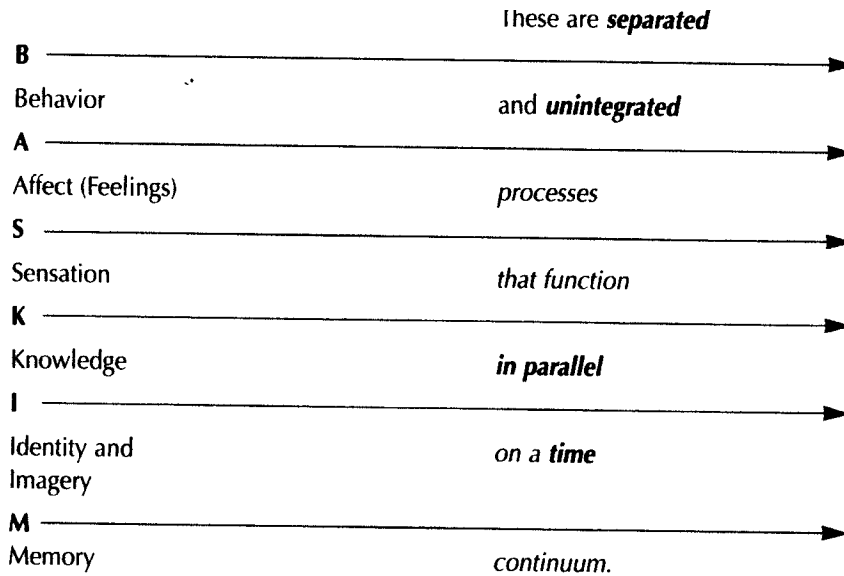 These are separated
B
Behavior
and unintegrated
A
Affect (Feelings)
processes
S
Sensation
that function
K
Knowledge
in parallel
I
Identity and
Imagery
on a time
M
Memory
continuum.